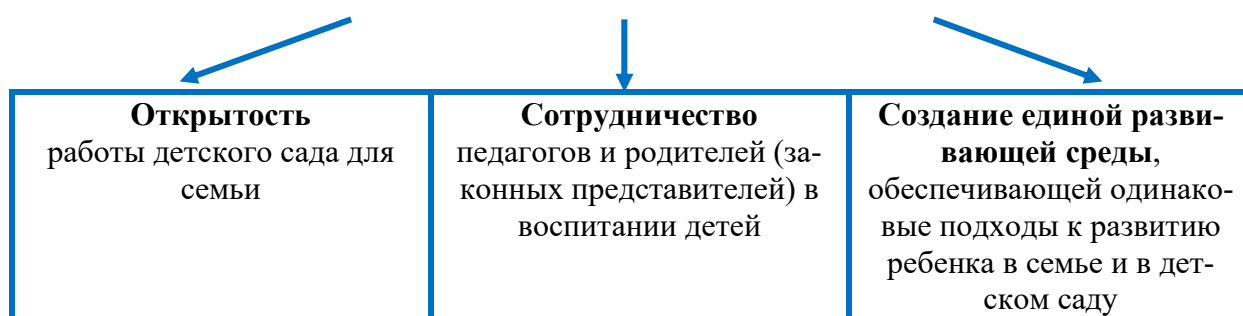 Открытость
работы детского сада для
семьи
Сотрудничество
педагогов и родителей (за-
конных представителей) в
воспитании детей
Создание единой разви-
вающей среды,
обеспечивающей одинако-
вые подходы к развитию
ребенка в семье и в дет-
ском саду